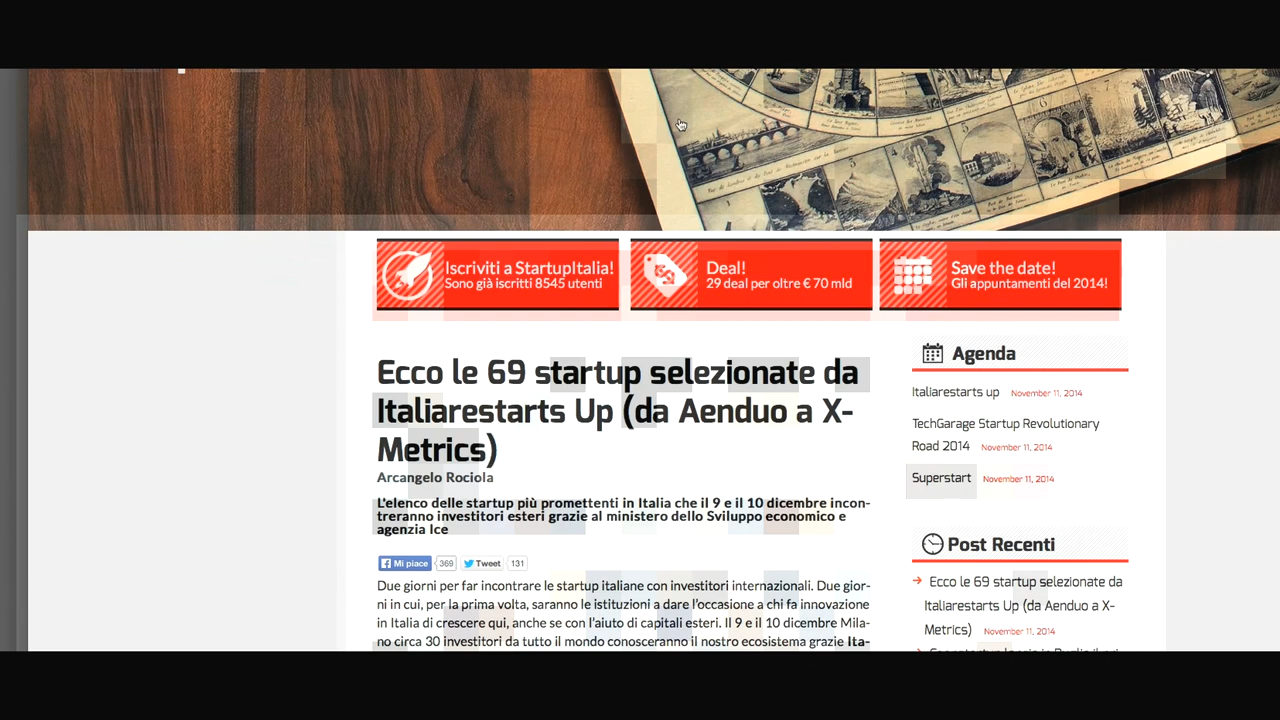 Iscriviti a StartupItalia!
Sono già iscritti 8545 utenti
Deal!
29 deal per oltre € 70 mld
Save the date!
Gli appuntamenti del 2014!
Ecco le 69 startup selezionate da
Italiarestarts Up (da Aenduo a X-
Metrics)
Arcangelo Rociola
L'elenco delle startup più promettenti in Italia che il 9 e il 10 dicembre incon-
treranno investitori esteri grazie al ministero dello Sviluppo economico e
agenzia Ice
Mi piace 369 Tweet 131
Due giorni per far incontrare le startup italiane con investitori internazionali. Due gior-
ni in cui, per la prima volta, saranno le istituzioni a dare l'occasione a chi fa innovazione
in Italia di crescere qui, anche se con l'aiuto di capitali esteri. Il 9 e il 10 dicembre Mila-
no circa 30 investitori da tutto il mondo conosceranno il nostro ecosistema grazie Ita-
Agenda
Italiarestarts up November 11, 2014
TechGarage Startup Revolutionary
Road 2014 November 11, 2014
Superstart November 11, 2014
Post Recenti
Ecco le 69 startup selezionate da
Italiarestarts Up (da Aenduo a X-
Metrics) November 11, 2014